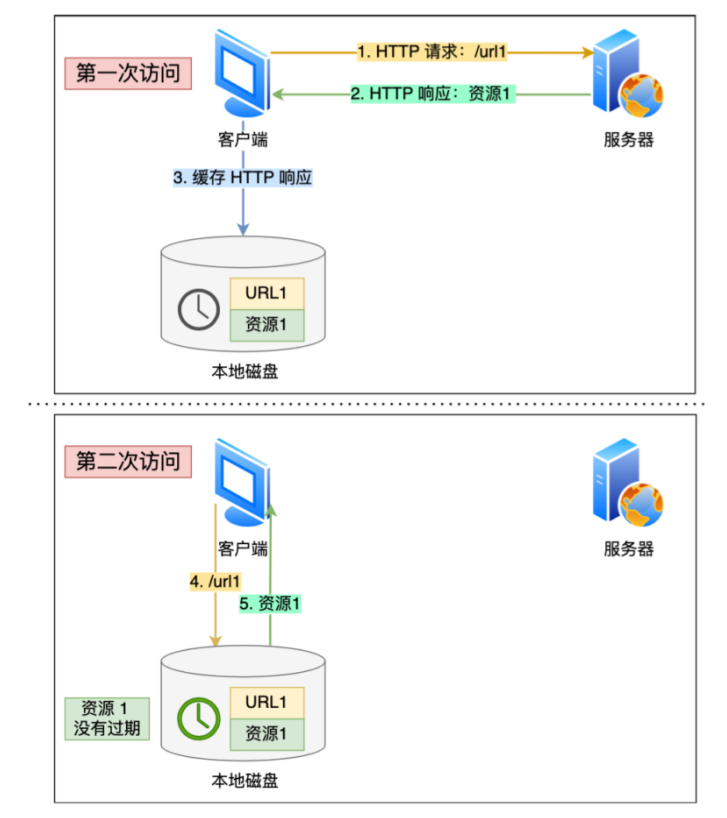 第一次访问
1. HTTP 请求：/url1
2. HTTP 响应：资源1
客户端
服务器
3. 缓存 HTTP 响应
URL1
资源1
本地磁盘
第二次访问
客户端
服务器
4. /url1
5. 资源1
资源 1
没有过期
URL1
资源1
本地磁盘